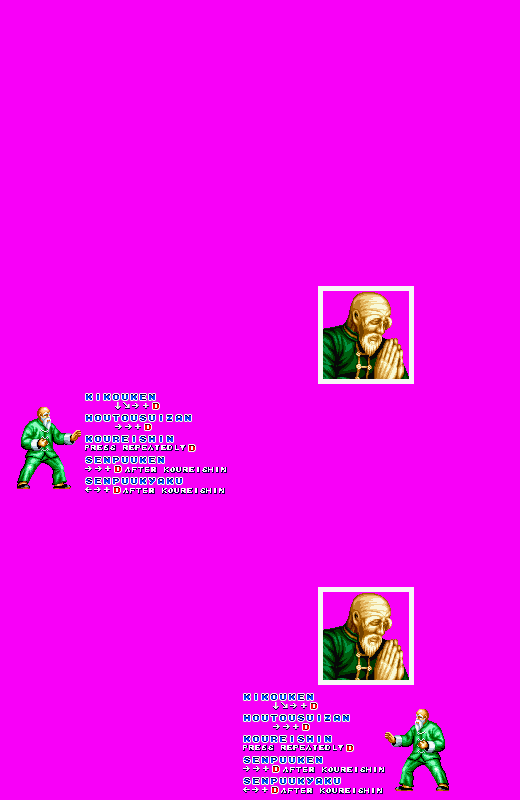 KIKOUKEN
↓↘→+D
HOUTOUSUIZAN
→→+D
KOUREISHIN
PRESS REPEATEDLY D
SENPUUKEN
→→+D AFTER KOUREISHIN
SENPUUKYAKU
←→+D AFTER KOUREISHIN
KIKOUKEN
↓↘→+D
HOUTOUSUIZAN
→→+D
KOUREISHIN
PRESS REPEATEDLY D
SENPUUKEN
→→+D AFTER KOUREISHIN
SENPUUKYAKU
←→+D AFTER KOUREISHIN